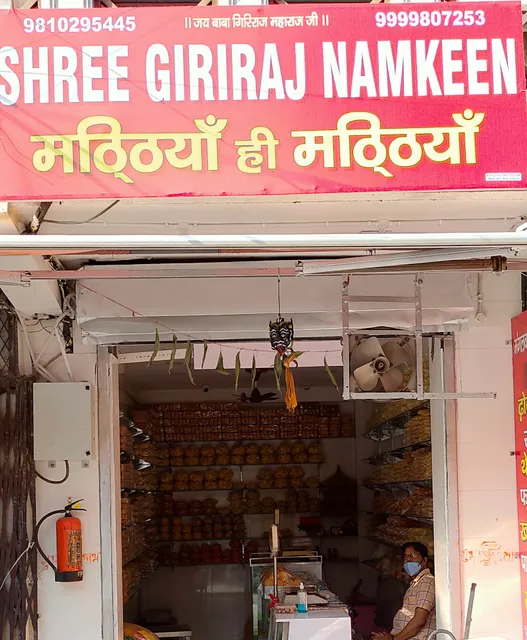 9810295445 ॥जय बाबा गिरिराज महाराज जी॥ 9999807253
SHREE GIRIRAJ NAMKEEN
मठ्ठियाँ ही मठ्ठियाँ